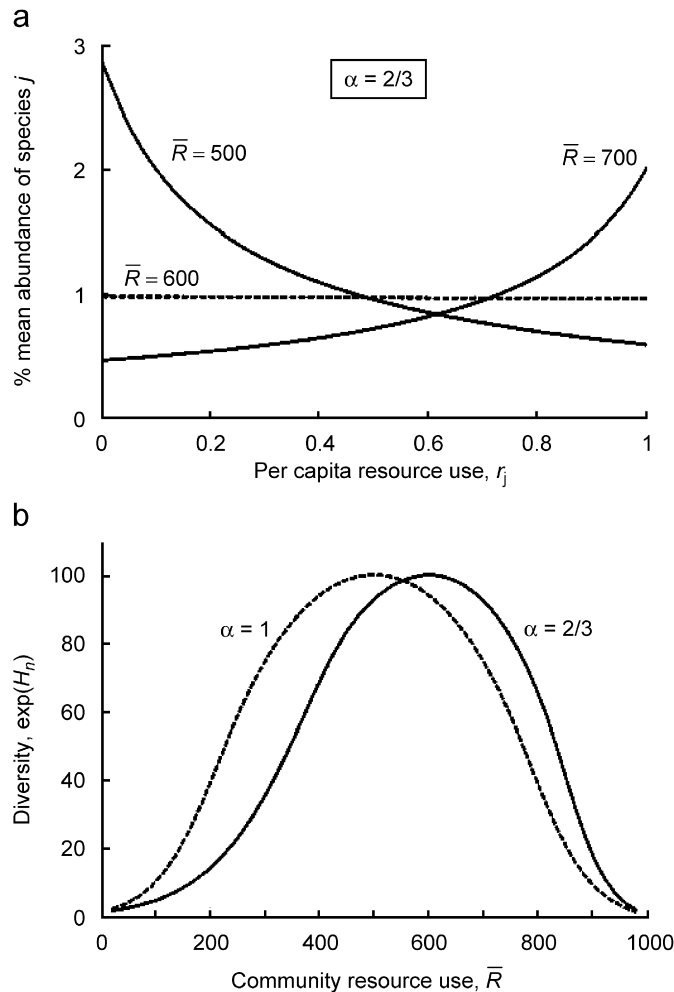 a
3
2
1
0
% mean abundance of species j
α = 2/3
R̅ = 500
R̅ = 700
R̅ = 600
0 0.2 0.4 0.6 0.8 1
Per capita resource use, rj
b
100
80
60
40
20
0
Diversity, exp(Hn)
α = 1
α = 2/3
0 200 400 600 800 1000
Community resource use, R̅